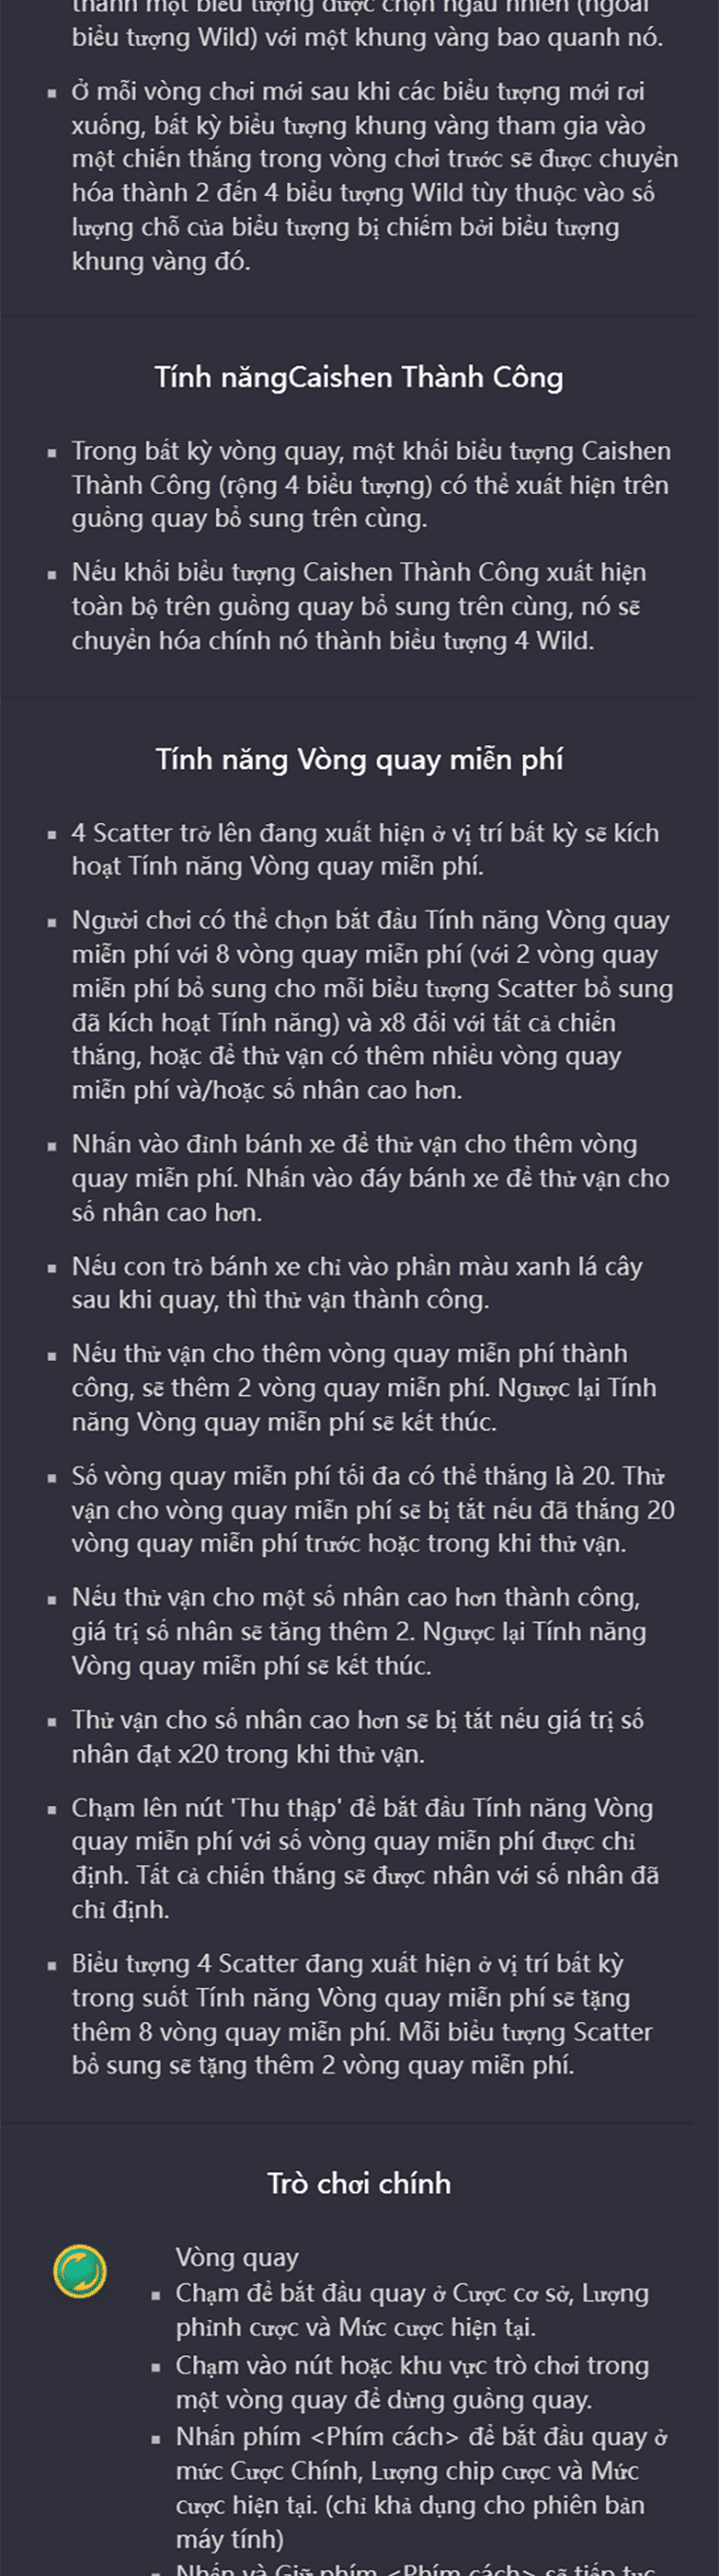 thành một biểu tượng được chọn ngẫu nhiên (ngoài
biểu tượng Wild) với một khung vàng bao quanh nó.
Ở mỗi vòng chơi mới sau khi các biểu tượng mới rơi
xuống, bất kỳ biểu tượng khung vàng tham gia vào
một chiến thắng trong vòng chơi trước sẽ được chuyển
hóa thành 2 đến 4 biểu tượng Wild tùy thuộc vào số
lượng chỗ của biểu tượng bị chiếm bởi biểu tượng
khung vàng đó.
Tính năngCaishen Thành Công
Trong bất kỳ vòng quay, một khối biểu tượng Caishen
Thành Công (rộng 4 biểu tượng) có thể xuất hiện trên
guồng quay bổ sung trên cùng.
Nếu khối biểu tượng Caishen Thành Công xuất hiện
toàn bộ trên guồng quay bổ sung trên cùng, nó sẽ
chuyển hóa chính nó thành biểu tượng 4 Wild.
Tính năng Vòng quay miễn phí
4 Scatter trở lên đang xuất hiện ở vị trí bất kỳ sẽ kích
hoạt Tính năng Vòng quay miễn phí.
Người chơi có thể chọn bắt đầu Tính năng Vòng quay
miễn phí với 8 vòng quay miễn phí (với 2 vòng quay
miễn phí bổ sung cho mỗi biểu tượng Scatter bổ sung
đã kích hoạt Tính năng) và x8 đối với tất cả chiến
thắng, hoặc để thử vận có thêm nhiều vòng quay
miễn phí và/hoặc số nhân cao hơn.
Nhấn vào đỉnh bánh xe để thử vận cho thêm vòng
quay miễn phí. Nhấn vào đáy bánh xe để thử vận cho
số nhân cao hơn.
Nếu con trỏ bánh xe chỉ vào phần màu xanh lá cây
sau khi quay, thì thử vận thành công.
Nếu thử vận cho thêm vòng quay miễn phí thành
công, sẽ thêm 2 vòng quay miễn phí. Ngược lại Tính
năng Vòng quay miễn phí sẽ kết thúc.
Số vòng quay miễn phí tối đa có thể thắng là 20. Thử
vận cho vòng quay miễn phí sẽ bị tắt nếu đã thắng 20
vòng quay miễn phí trước hoặc trong khi thử vận.
Nếu thử vận cho một số nhân cao hơn thành công,
giá trị số nhân sẽ tăng thêm 2. Ngược lại Tính năng
Vòng quay miễn phí sẽ kết thúc.
Thử vận cho số nhân cao hơn sẽ bị tắt nếu giá trị số
nhân đạt x20 trong khi thử vận.
Chạm lên nút 'Thu thập' để bắt đầu Tính năng Vòng
quay miễn phí với số vòng quay miễn phí được chỉ
định. Tất cả chiến thắng sẽ được nhân với số nhân đã
chỉ định.
Biểu tượng 4 Scatter đang xuất hiện ở vị trí bất kỳ
trong suốt Tính năng Vòng quay miễn phí sẽ tặng
thêm 8 vòng quay miễn phí. Mỗi biểu tượng Scatter
bổ sung sẽ tặng thêm 2 vòng quay miễn phí.
Trò chơi chính
Vòng quay
Chạm để bắt đầu quay ở Cược cơ sở, Lượng
phỉnh cược và Mức cược hiện tại.
Chạm vào nút hoặc khu vực trò chơi trong
một vòng quay để dừng guồng quay.
Nhấn phím <Phím cách> để bắt đầu quay ở
mức Cược Chính, Lượng chip cược và Mức
cược hiện tại. (chỉ khả dụng cho phiên bản
máy tính)
Nhấn và Giữ phím <Phím cách> sẽ tiếp tục